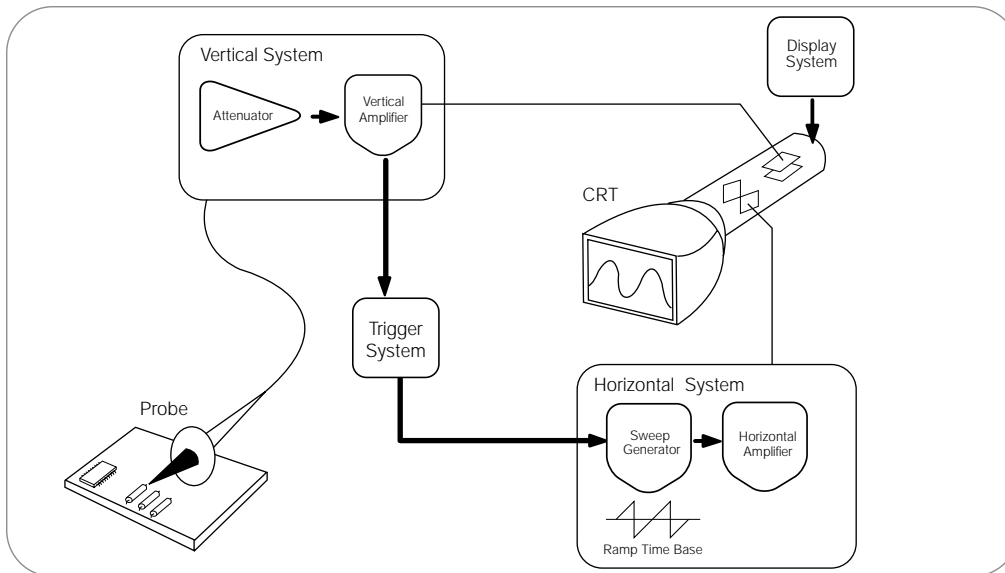 Vertical System
Attenuator
Vertical
Amplifier
Display
System
CRT
Trigger
System
Probe
Horizontal System
Sweep
Generator
Horizontal
Amplifier
Ramp Time Base